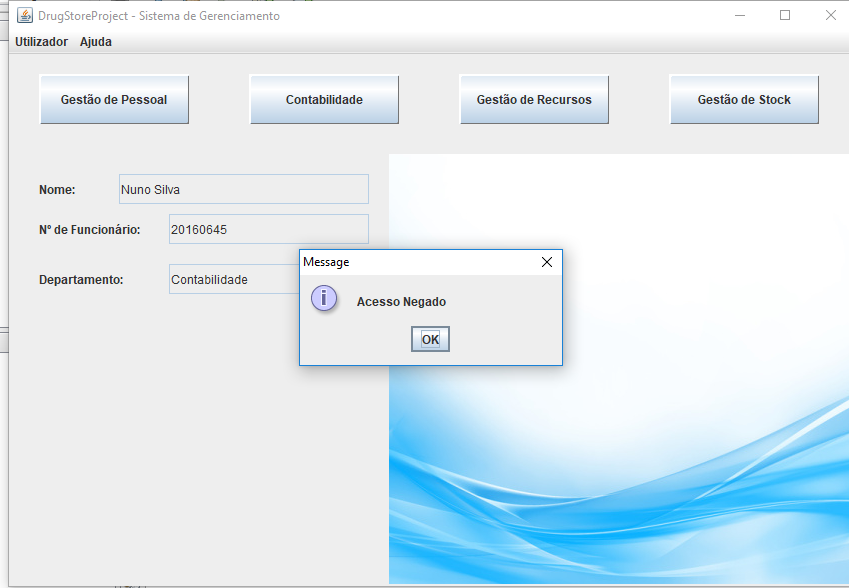 DrugStoreProject - Sistema de Gerenciamento
Utilizador Ajuda
Gestão de Pessoal Contabilidade Gestão de Recursos Gestão de Stock
Nome: Nuno Silva
Nº de Funcionário: 20160645
Departamento: Contabilidade
Message
Acesso Negado
OK